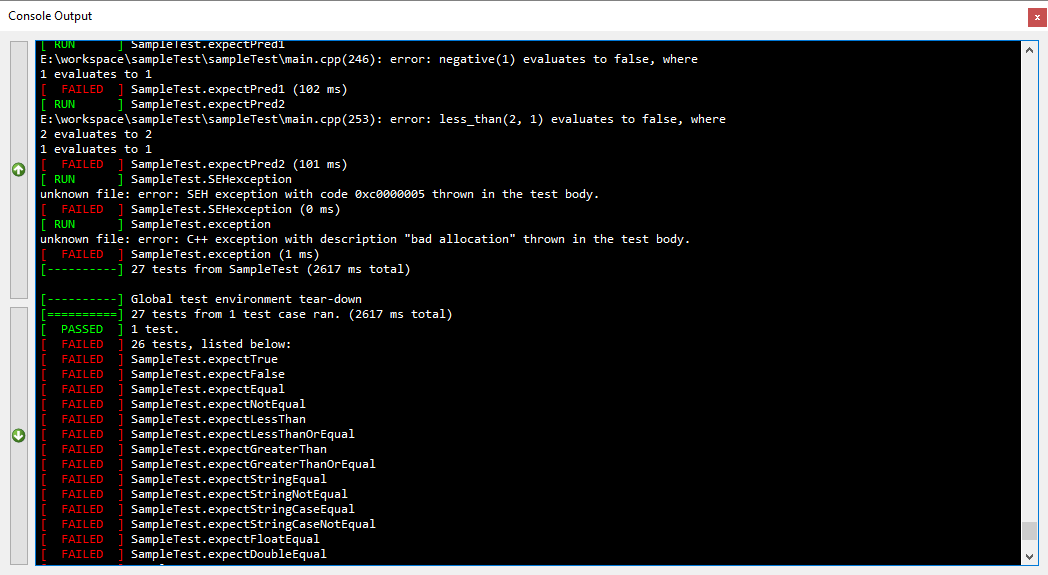 Console Output
x
[ RUN      ] SampleTest.expectPred1
E:\workspace\sampleTest\sampleTest\main.cpp(246): error: negative(1) evaluates to false, where
1 evaluates to 1
[  FAILED  ] SampleTest.expectPred1 (102 ms)
[ RUN      ] SampleTest.expectPred2
E:\workspace\sampleTest\sampleTest\main.cpp(253): error: less_than(2, 1) evaluates to false, where
2 evaluates to 2
1 evaluates to 1
[  FAILED  ] SampleTest.expectPred2 (101 ms)
[ RUN      ] SampleTest.SEHexception
unknown file: error: SEH exception with code 0xc0000005 thrown in the test body.
[  FAILED  ] SampleTest.SEHexception (0 ms)
[ RUN      ] SampleTest.exception
unknown file: error: C++ exception with description "bad allocation" thrown in the test body.
[  FAILED  ] SampleTest.exception (1 ms)
[----------] 27 tests from SampleTest (2617 ms total)
[----------] Global test environment tear-down
[==========] 27 tests from 1 test case ran. (2617 ms total)
[  PASSED  ] 1 test.
[  FAILED  ] 26 tests, listed below:
[  FAILED  ] SampleTest.expectTrue
[  FAILED  ] SampleTest.expectFalse
[  FAILED  ] SampleTest.expectEqual
[  FAILED  ] SampleTest.expectNotEqual
[  FAILED  ] SampleTest.expectLessThan
[  FAILED  ] SampleTest.expectLessThanOrEqual
[  FAILED  ] SampleTest.expectGreaterThan
[  FAILED  ] SampleTest.expectGreaterThanOrEqual
[  FAILED  ] SampleTest.expectStringEqual
[  FAILED  ] SampleTest.expectStringNotEqual
[  FAILED  ] SampleTest.expectStringCaseEqual
[  FAILED  ] SampleTest.expectStringCaseNotEqual
[  FAILED  ] SampleTest.expectFloatEqual
[  FAILED  ] SampleTest.expectDoubleEqual